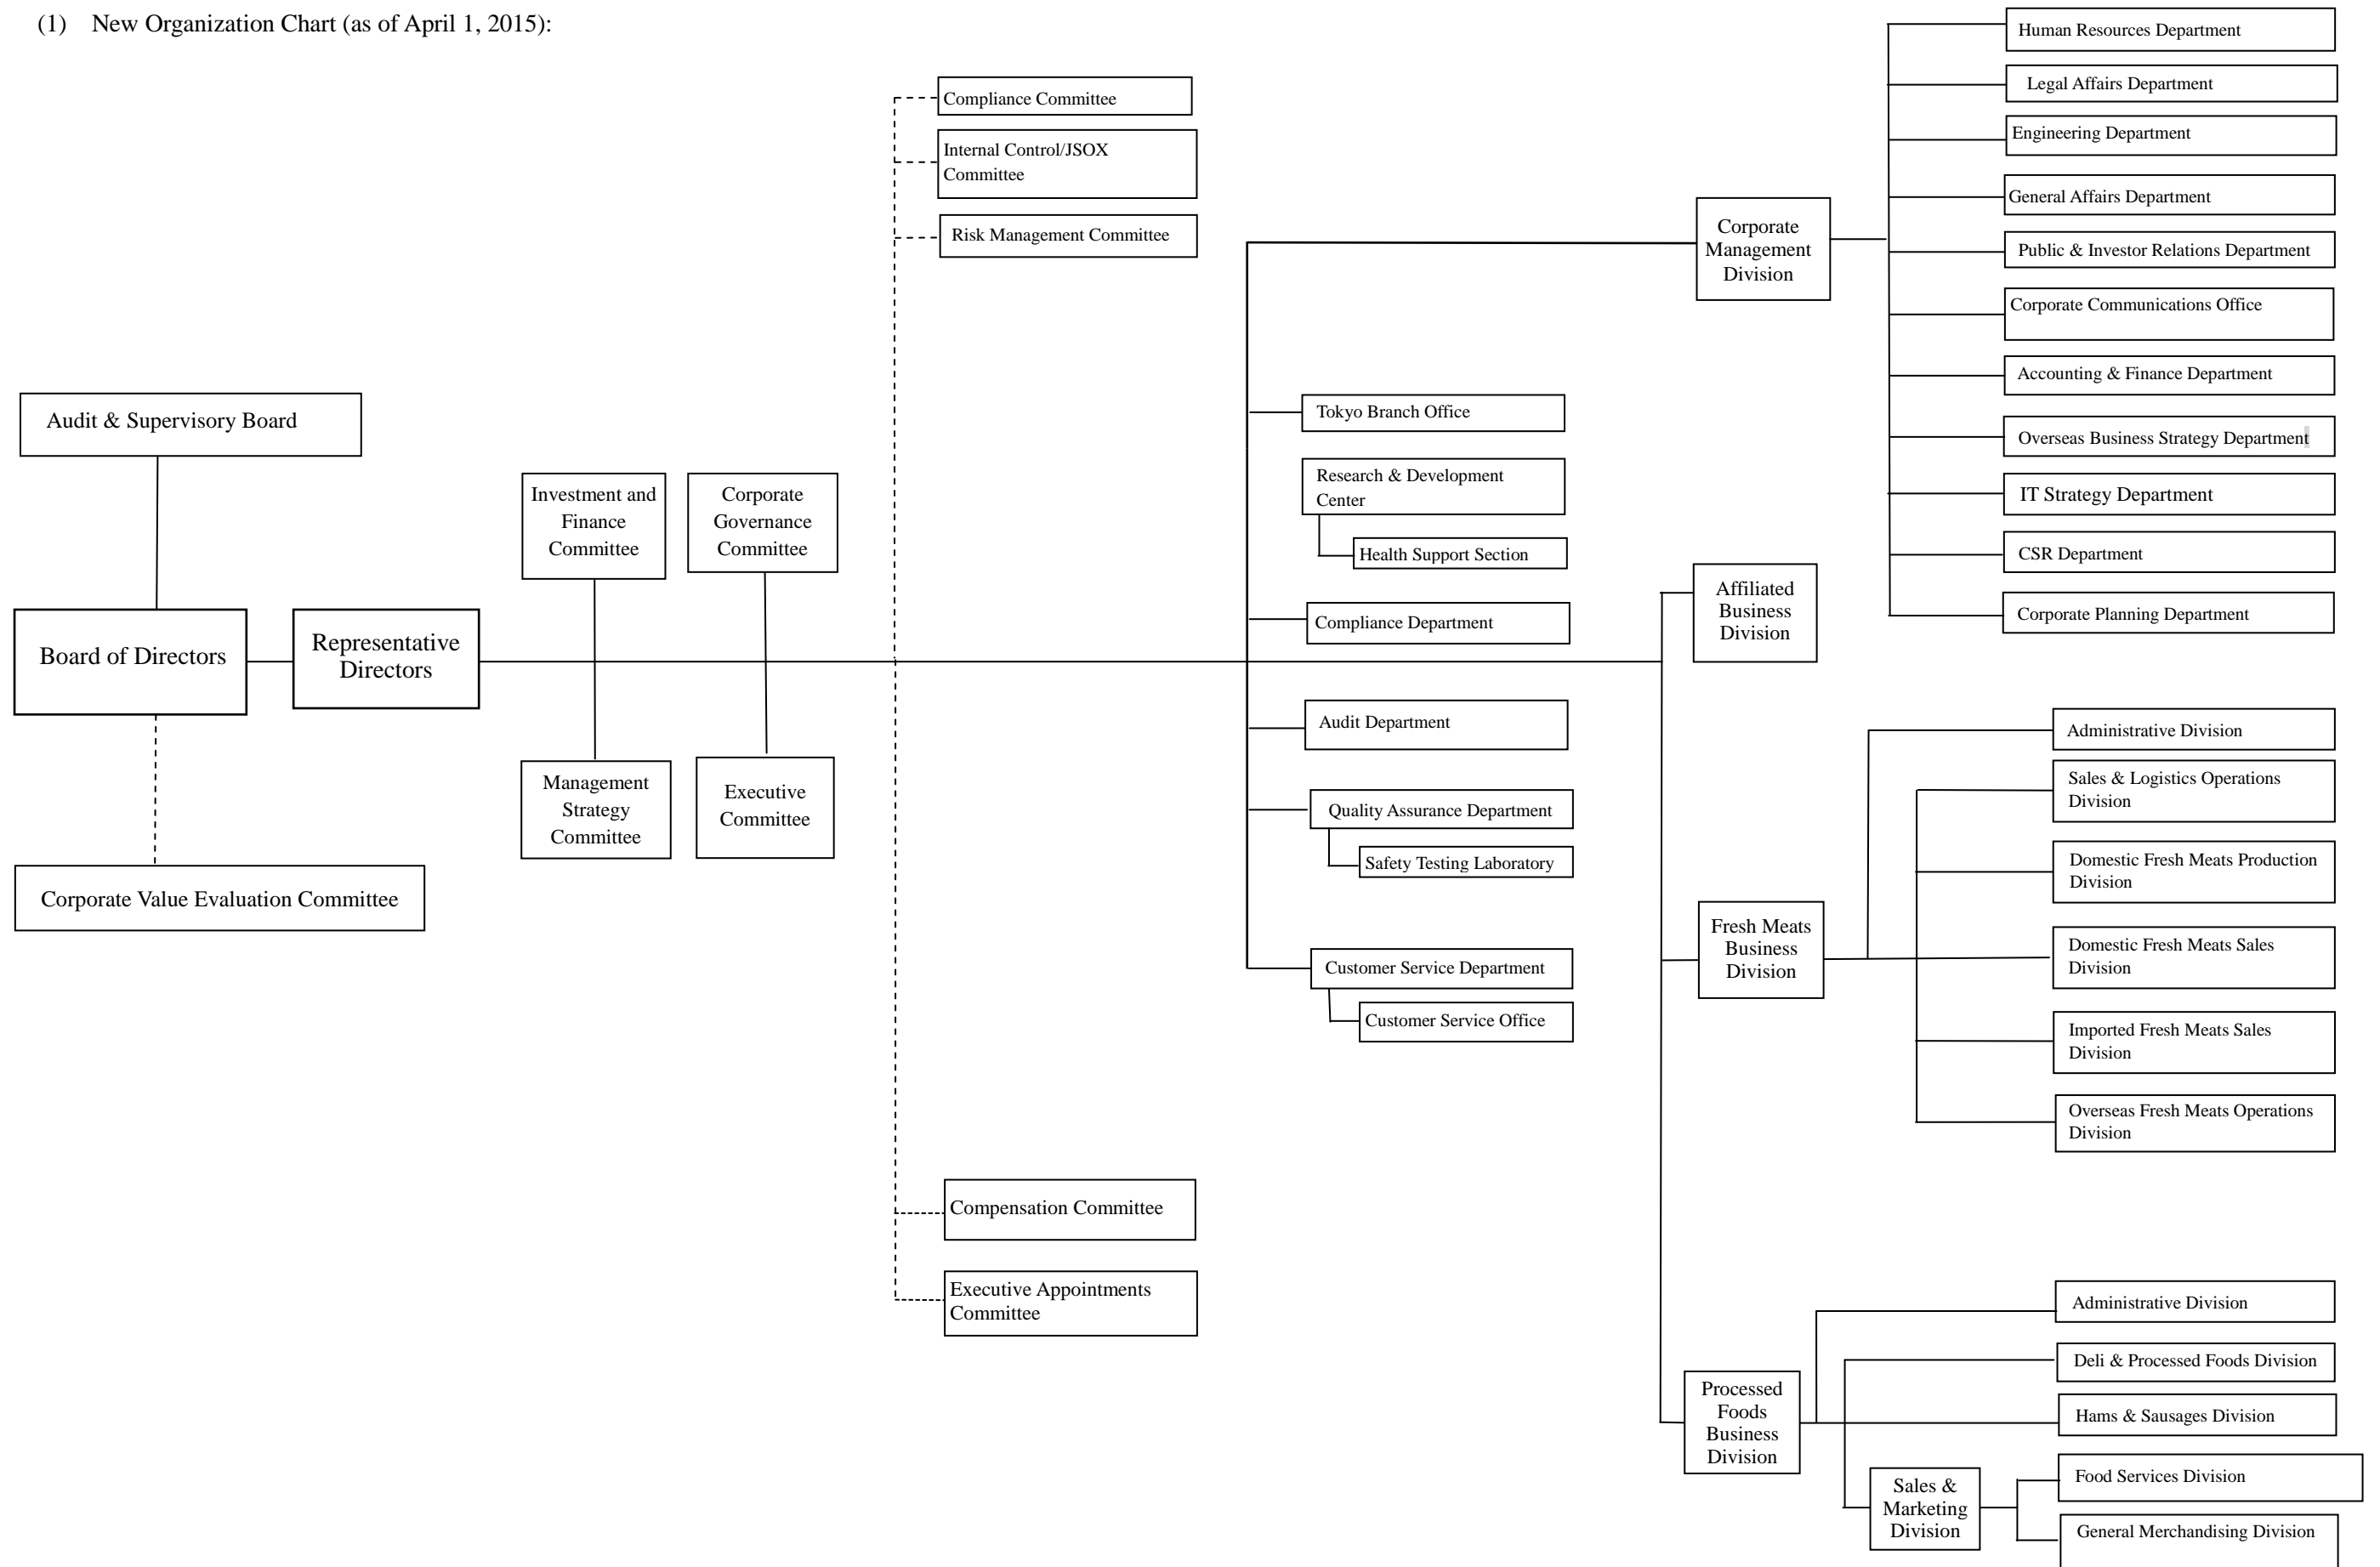 (1) New Organization Chart (as of April 1, 2015):
Human Resources Department
Legal Affairs Department
Engineering Department
General Affairs Department
Public & Investor Relations Department
Corporate Communications Office
Accounting & Finance Department
Overseas Business Strategy Department
IT Strategy Department
CSR Department
Corporate Planning Department
Corporate
Management
Division
Compliance Committee
Internal Control/JSOX
Committee
Risk Management Committee
Audit & Supervisory Board
Board of Directors
Representative
Directors
Corporate Value Evaluation Committee
Investment and
Finance
Committee
Corporate
Governance
Committee
Management
Strategy
Committee
Executive
Committee
Tokyo Branch Office
Research & Development
Center
Health Support Section
Compliance Department
Audit Department
Quality Assurance Department
Safety Testing Laboratory
Customer Service Department
Customer Service Office
Compensation Committee
Executive Appointments
Committee
Affiliated
Business
Division
Fresh Meats
Business
Division
Administrative Division
Sales & Logistics Operations
Division
Domestic Fresh Meats Production
Division
Domestic Fresh Meats Sales
Division
Imported Fresh Meats Sales
Division
Overseas Fresh Meats Operations
Division
Processed
Foods
Business
Division
Administrative Division
Deli & Processed Foods Division
Hams & Sausages Division
Sales &
Marketing
Division
Food Services Division
General Merchandising Division